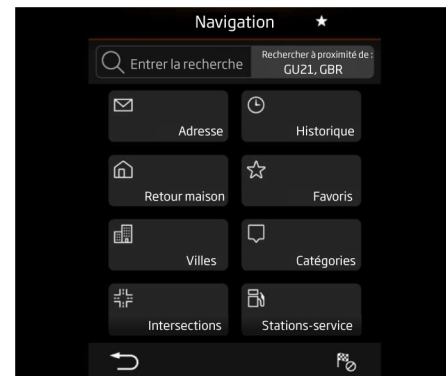 Navigation
Entrer la recherche
Rechercher à proximité de :
GU21, GBR
Adresse
Historique
Retour maison
Favoris
Villes
Catégories
Intersections
Stations-service